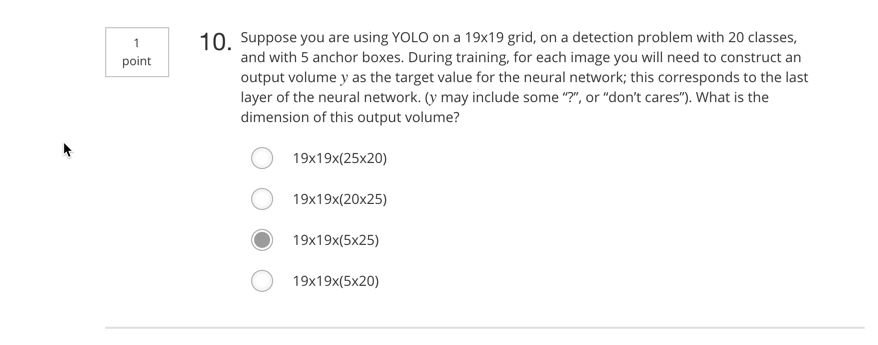 1
point
10.
Suppose you are using YOLO on a 19x19 grid, on a detection problem with 20 classes,
and with 5 anchor boxes. During training, for each image you will need to construct an
output volume y as the target value for the neural network; this corresponds to the last
layer of the neural network. (y may include some “?”, or “don’t cares”). What is the
dimension of this output volume?
19x19x(25x20)
19x19x(20x25)
19x19x(5x25)
19x19x(5x20)